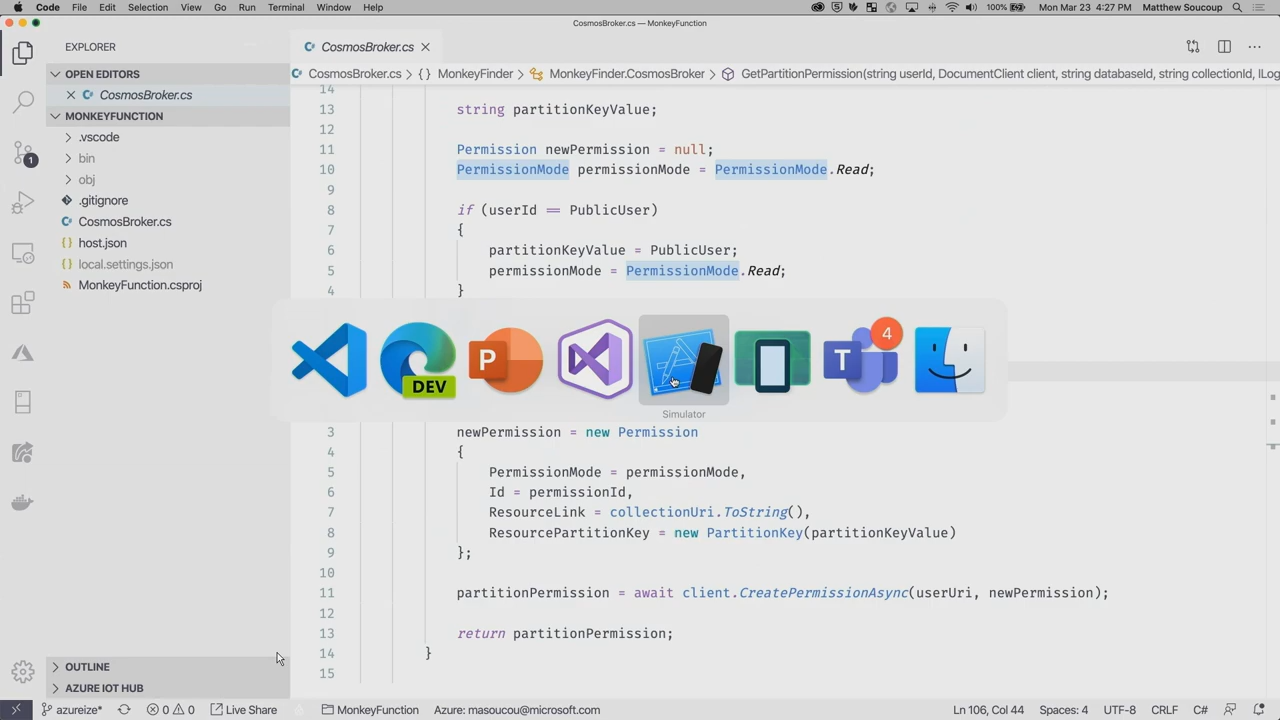 Code File Edit Selection View Go Run Terminal Window Help 100% Mon Mar 23 4:27 PM Matthew Soucoup
CosmosBroker.cs — MonkeyFunction
EXPLORER
CosmosBroker.cs
OPEN EDITORS
CosmosBroker.cs
MONKEYFUNCTION
.vscode
bin
obj
.gitignore
CosmosBroker.cs
host.json
local.settings.json
MonkeyFunction.csproj
OUTLINE
AZURE IOT HUB
1
CosmosBroker.cs > {} MonkeyFinder > MonkeyFinder.CosmosBroker > GetPartitionPermission(string userId, DocumentClient client, string databaseId, string collectionId, ILog
14
13 string partitionKeyValue;
12
11 Permission newPermission = null;
10 PermissionMode permissionMode = PermissionMode.Read;
9
8 if (userId == PublicUser)
7 {
6 partitionKeyValue = PublicUser;
5 permissionMode = PermissionMode.Read;
4 }
DEV
P
T
4
Simulator
3 newPermission = new Permission
4 {
5 PermissionMode = permissionMode,
6 Id = permissionId,
7 ResourceLink = collectionUri.ToString(),
8 ResourcePartitionKey = new PartitionKey(partitionKeyValue)
9 };
10
11 partitionPermission = await client.CreatePermissionAsync(userUri, newPermission);
12
13 return partitionPermission;
14 }
15
azureize* 0 0 Live Share MonkeyFunction Azure: masoucou@microsoft.com Ln 106, Col 44 Spaces: 4 UTF-8 CRLF C#